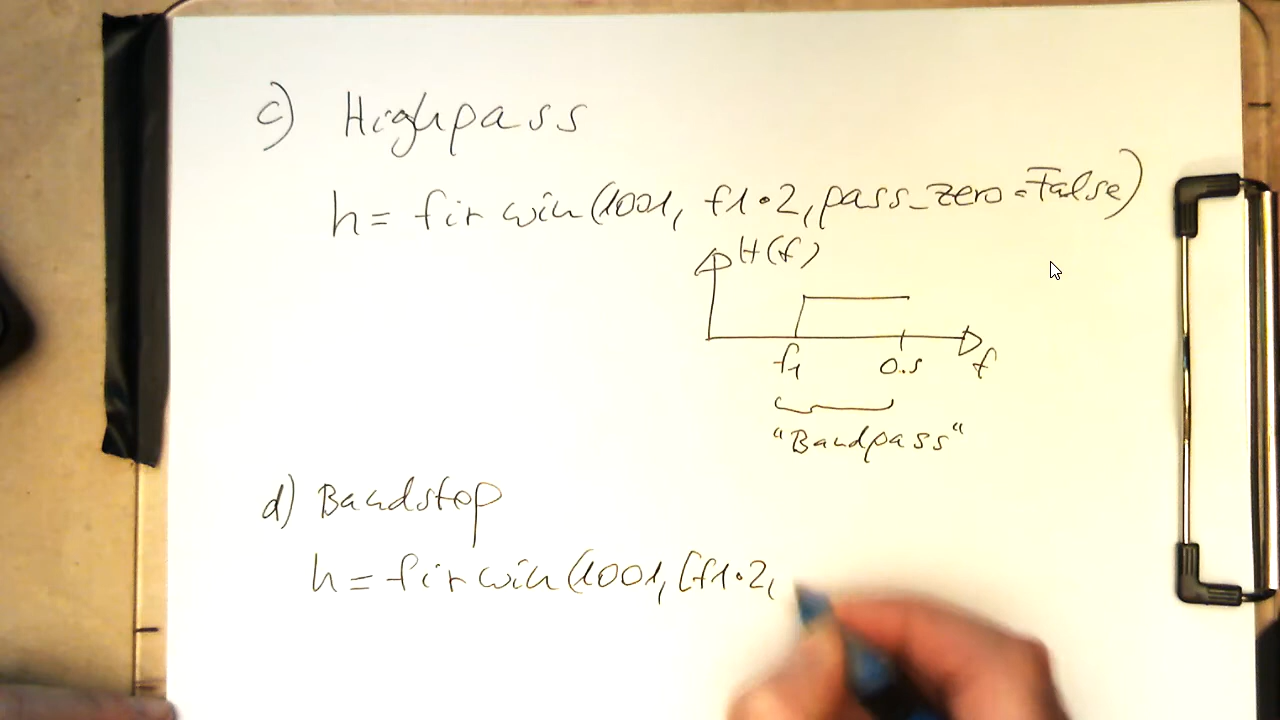 c) Highpass
h = firwin(1001, f1•2, pass_zero=False)
H(f)
f1 0.5 f
"Bandpass"
d) Bandstop
h = firwin(1001, [f1•2,